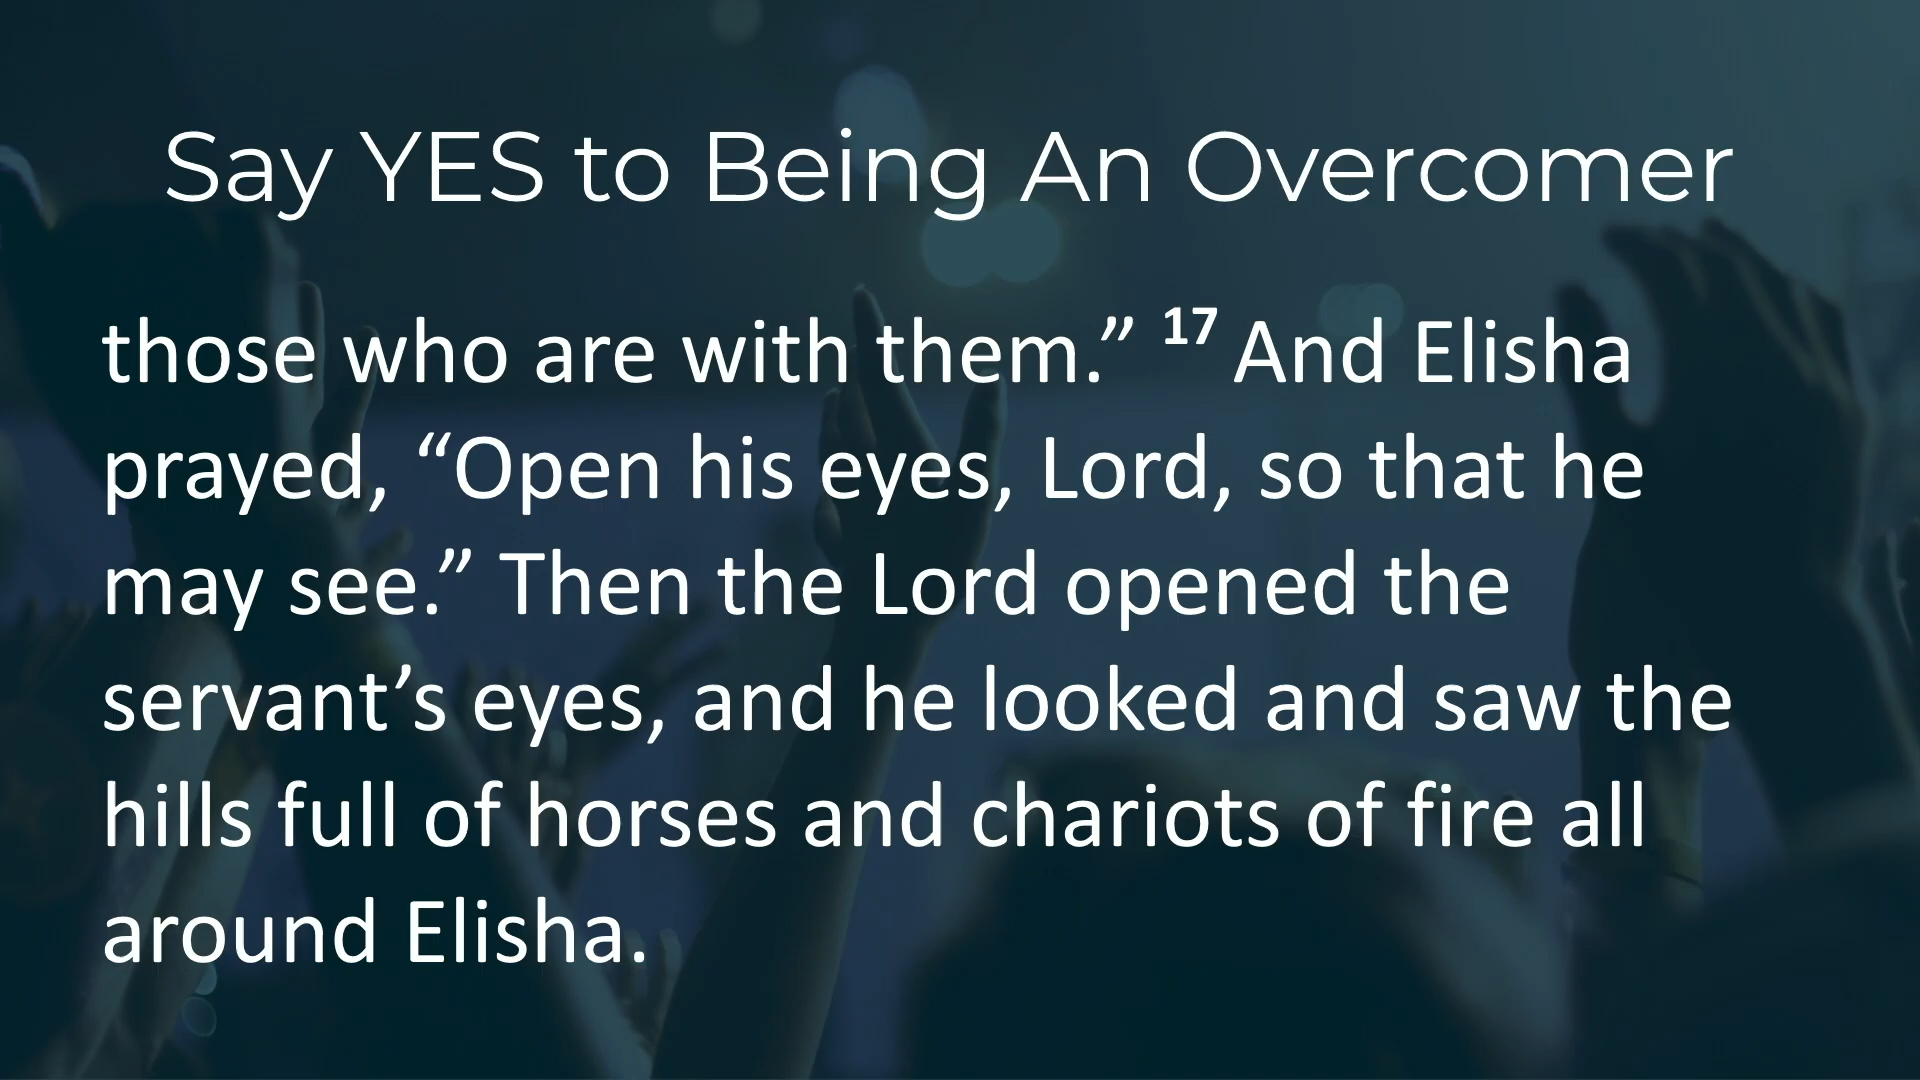 Say YES to Being An Overcomer
those who are with them.” 17 And Elisha
prayed, “Open his eyes, Lord, so that he
may see.” Then the Lord opened the
servant’s eyes, and he looked and saw the
hills full of horses and chariots of fire all
around Elisha.